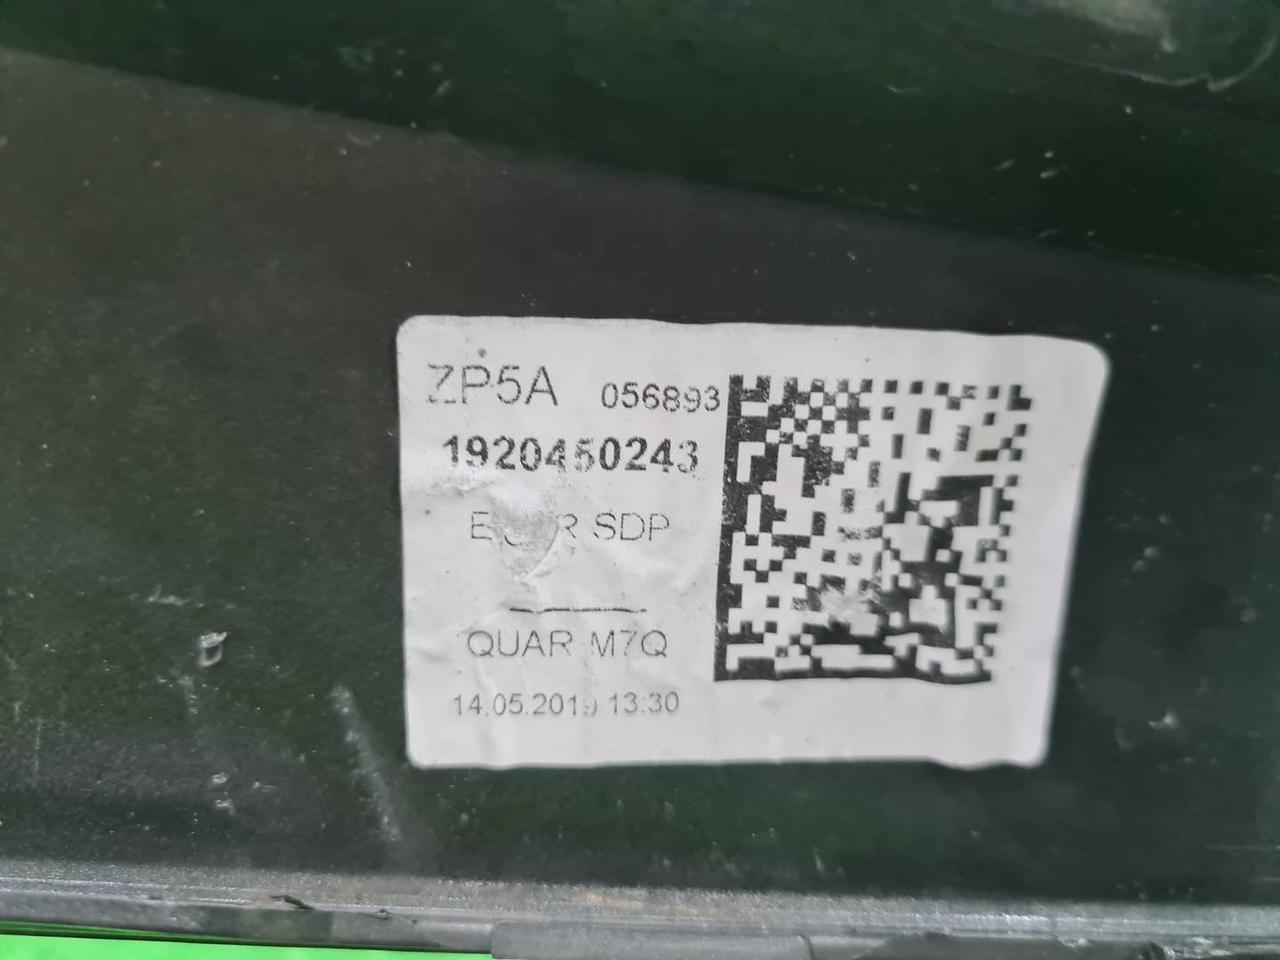 ZP5A 056893
1920450243
SDP
QUAR M7Q
14.05.2019 13:30